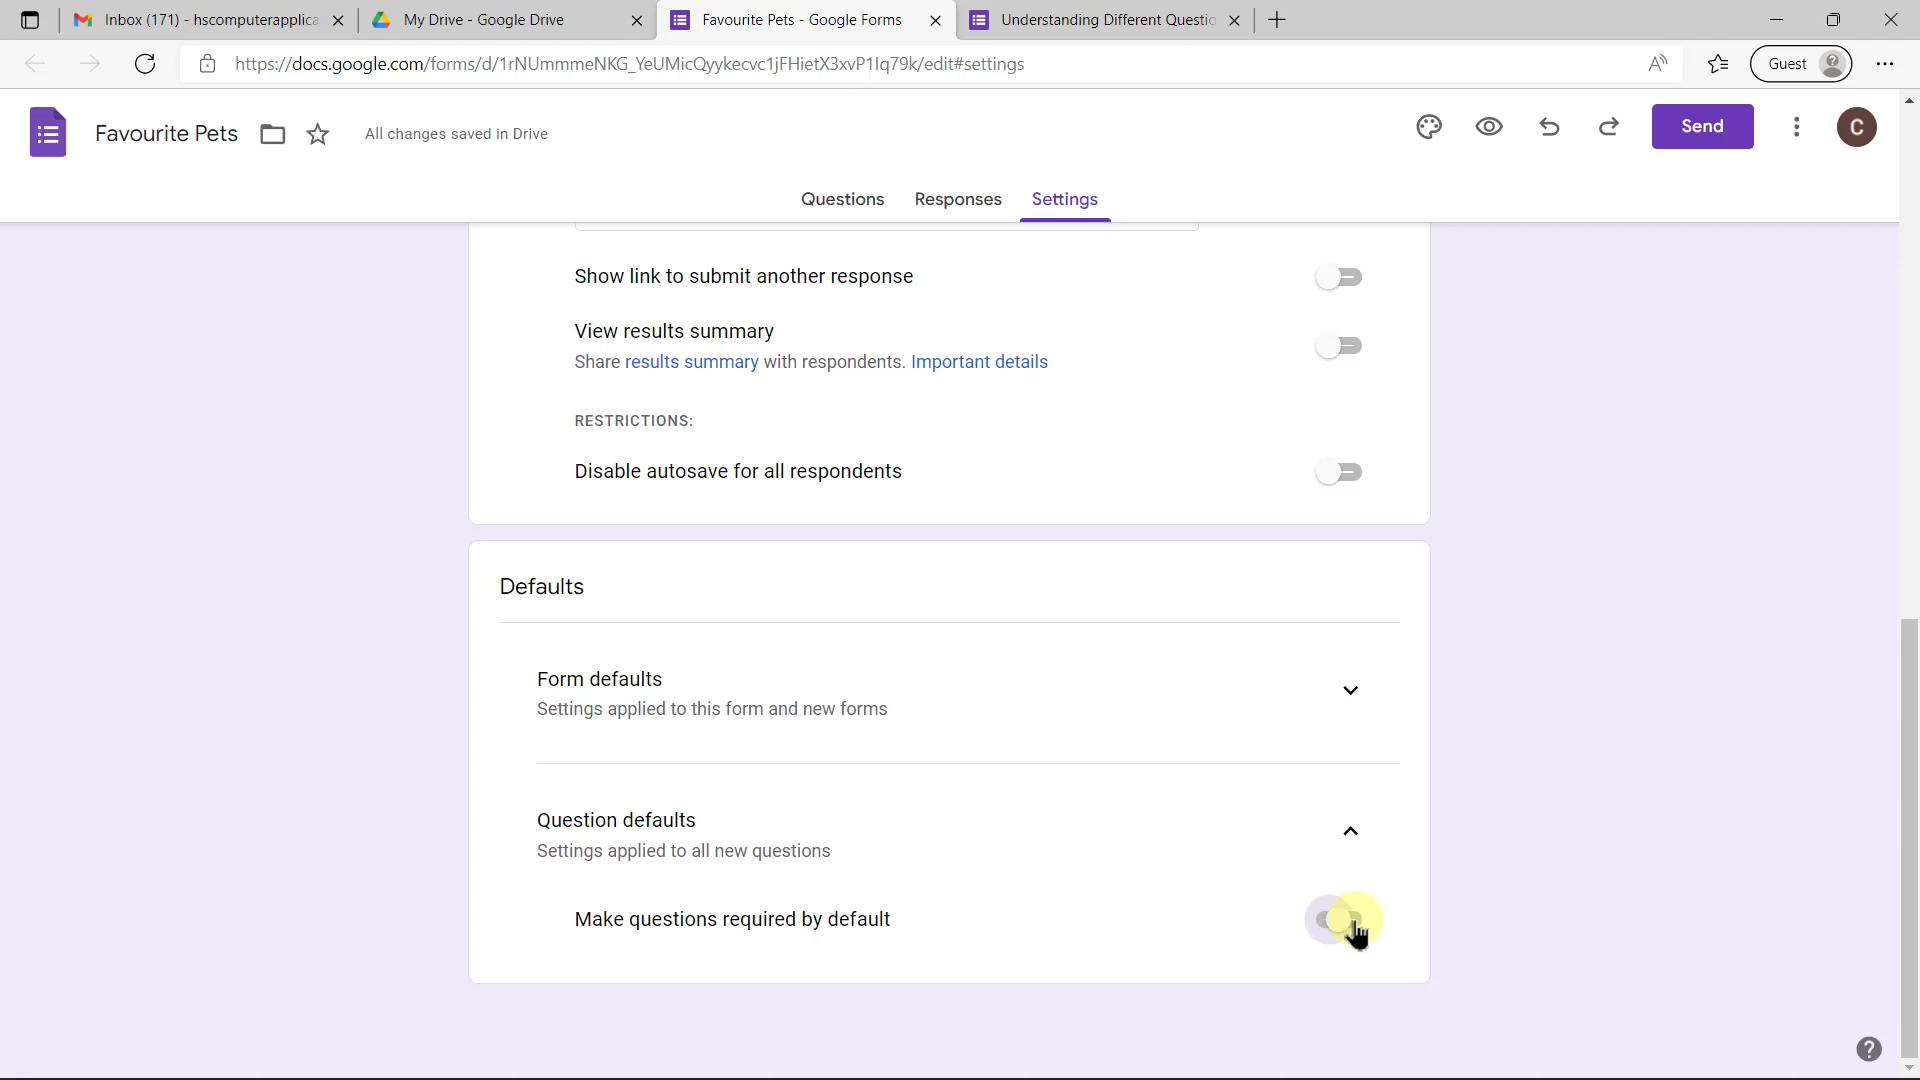 Inbox (171) - hscomputerapplica
My Drive - Google Drive
Favourite Pets - Google Forms
Understanding Different Questio
https://docs.google.com/forms/d/1rNUmmmeNKG_YeUMicQyykecvc1jFHietX3xvP1Iq79k/edit#settings
Guest
Favourite Pets
All changes saved in Drive
Send
C
Questions
Responses
Settings
Show link to submit another response
View results summary
Share results summary with respondents. Important details
RESTRICTIONS:
Disable autosave for all respondents
Defaults
Form defaults
Settings applied to this form and new forms
Question defaults
Settings applied to all new questions
Make questions required by default